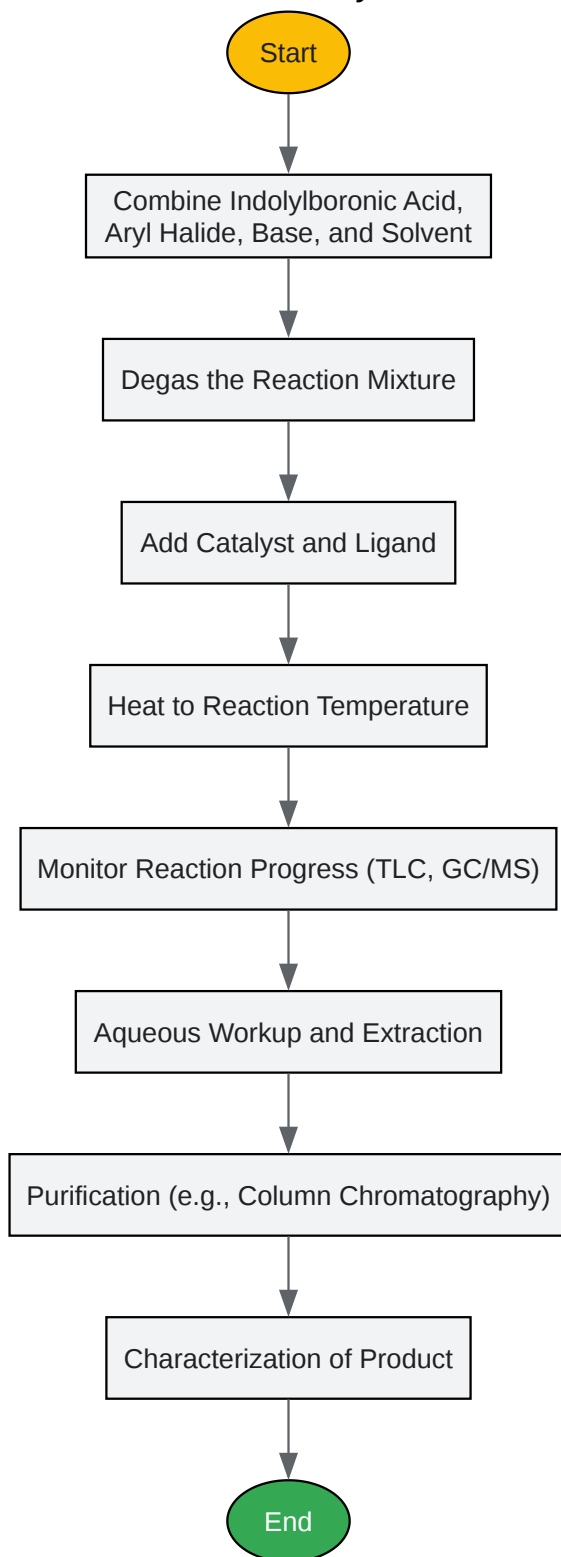 Start
Combine Indolylboronic Acid,
Aryl Halide, Base, and Solvent
Degas the Reaction Mixture
Add Catalyst and Ligand
Heat to Reaction Temperature
Monitor Reaction Progress (TLC, GC/MS)
Aqueous Workup and Extraction
Purification (e.g., Column Chromatography)
Characterization of Product
End